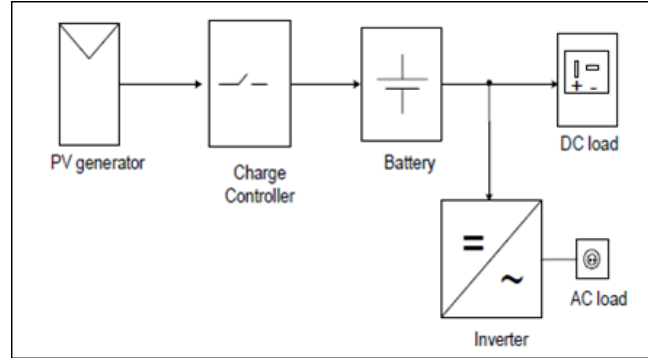 PV generator
Charge
Controller
Battery
+ -
DC load
=
~
Inverter
AC load